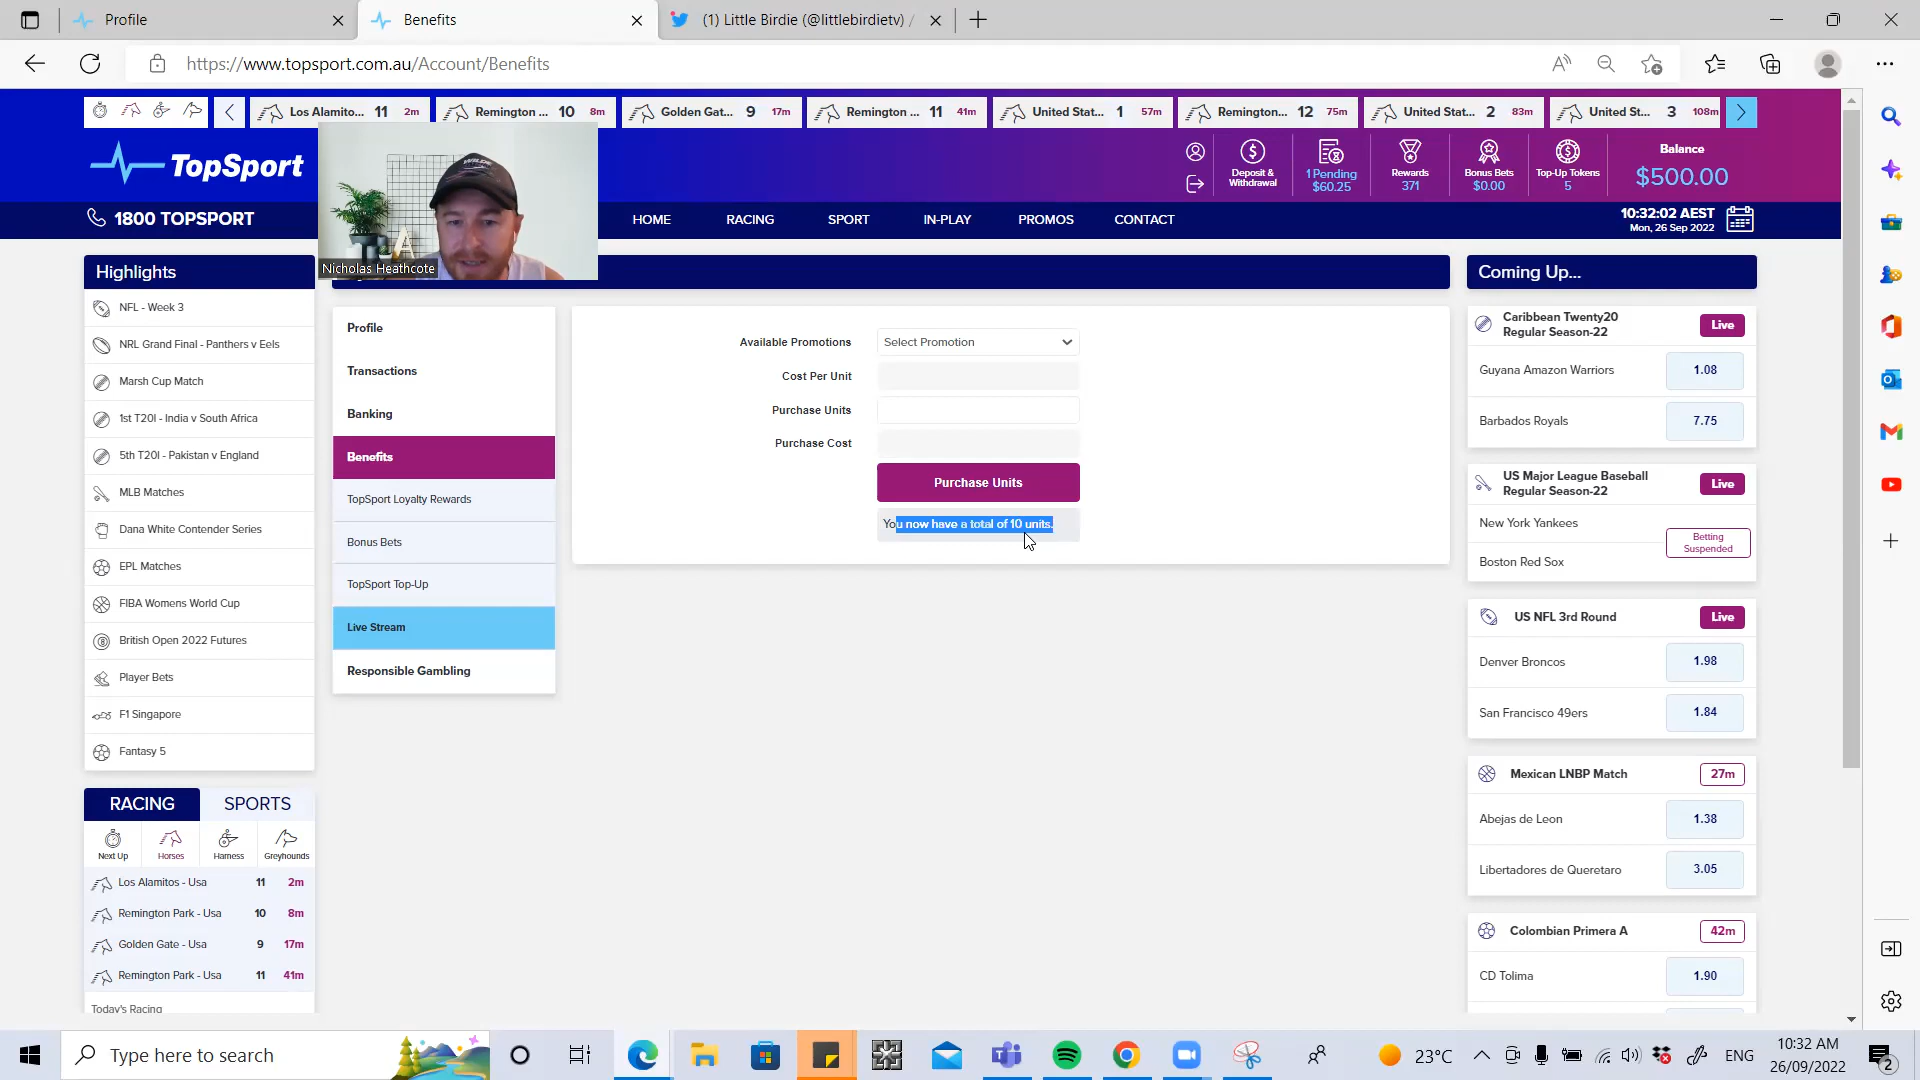 Profile
Benefits
(1) Little Birdie (@littlebirdietv) /
https://www.topsport.com.au/Account/Benefits
Los Alamito... 11 2m
Remington ... 10 8m
Golden Gat... 9 17m
Remington ... 11 41m
United Stat... 1 57m
Remington... 12 75m
United Stat... 2 83m
United St... 3 108m
TopSport
Deposit & Withdrawal
1 Pending
$60.25
Rewards
371
Bonus Bets
$0.00
Top-Up Tokens
5
Balance
$500.00
1800 TOPSPORT
HOME RACING SPORT IN-PLAY PROMOS CONTACT
10:32:02 AEST
Mon, 26 Sep 2022
Nicholas Heathcote
Highlights
NFL - Week 3
NRL Grand Final - Panthers v Eels
Marsh Cup Match
1st T20I - India v South Africa
5th T20I - Pakistan v England
MLB Matches
Dana White Contender Series
EPL Matches
FIBA Womens World Cup
British Open 2022 Futures
Player Bets
F1 Singapore
Fantasy 5
RACING SPORTS
Next Up Horses Harness Greyhounds
Los Alamitos - Usa 11 2m
Remington Park - Usa 10 8m
Golden Gate - Usa 9 17m
Remington Park - Usa 11 41m
Today's Racing
Profile
Transactions
Banking
Benefits
TopSport Loyalty Rewards
Bonus Bets
TopSport Top-Up
Live Stream
Responsible Gambling
Available Promotions Select Promotion
Cost Per Unit
Purchase Units
Purchase Cost
Purchase Units
You now have a total of 10 units.
Coming Up...
Caribbean Twenty20
Regular Season-22
Live
Guyana Amazon Warriors 1.08
Barbados Royals 7.75
US Major League Baseball
Regular Season-22
Live
New York Yankees
Betting
Suspended
Boston Red Sox
US NFL 3rd Round Live
Denver Broncos 1.98
San Francisco 49ers 1.84
Mexican LNBP Match 27m
Abejas de Leon 1.38
Libertadores de Queretaro 3.05
Colombian Primera A 42m
CD Tolima 1.90
Type here to search
23°C
ENG
10:32 AM
26/09/2022
2